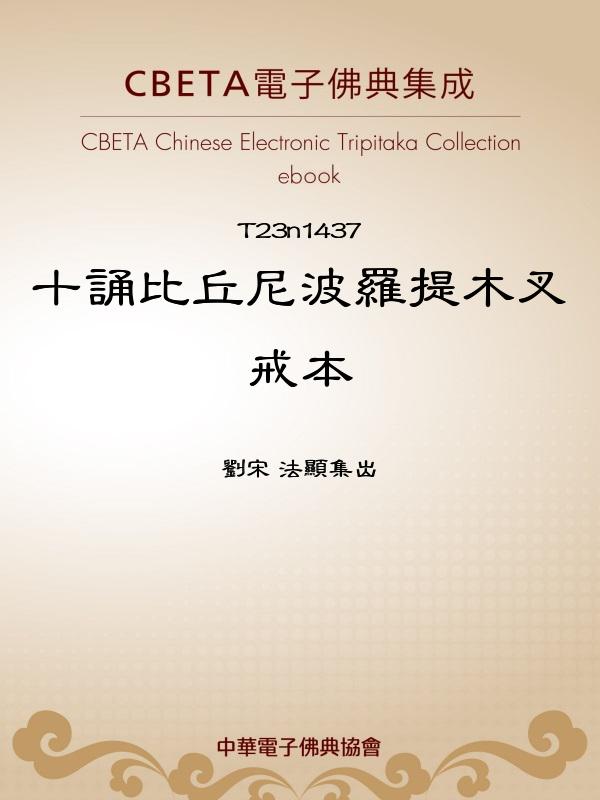 CBETA電子佛典集成
CBETA Chinese Electronic Tripitaka Collection
ebook
T23n1437
十誦比丘尼波羅提木叉
戒本
劉宋 法顯集出
中華電子佛典協會